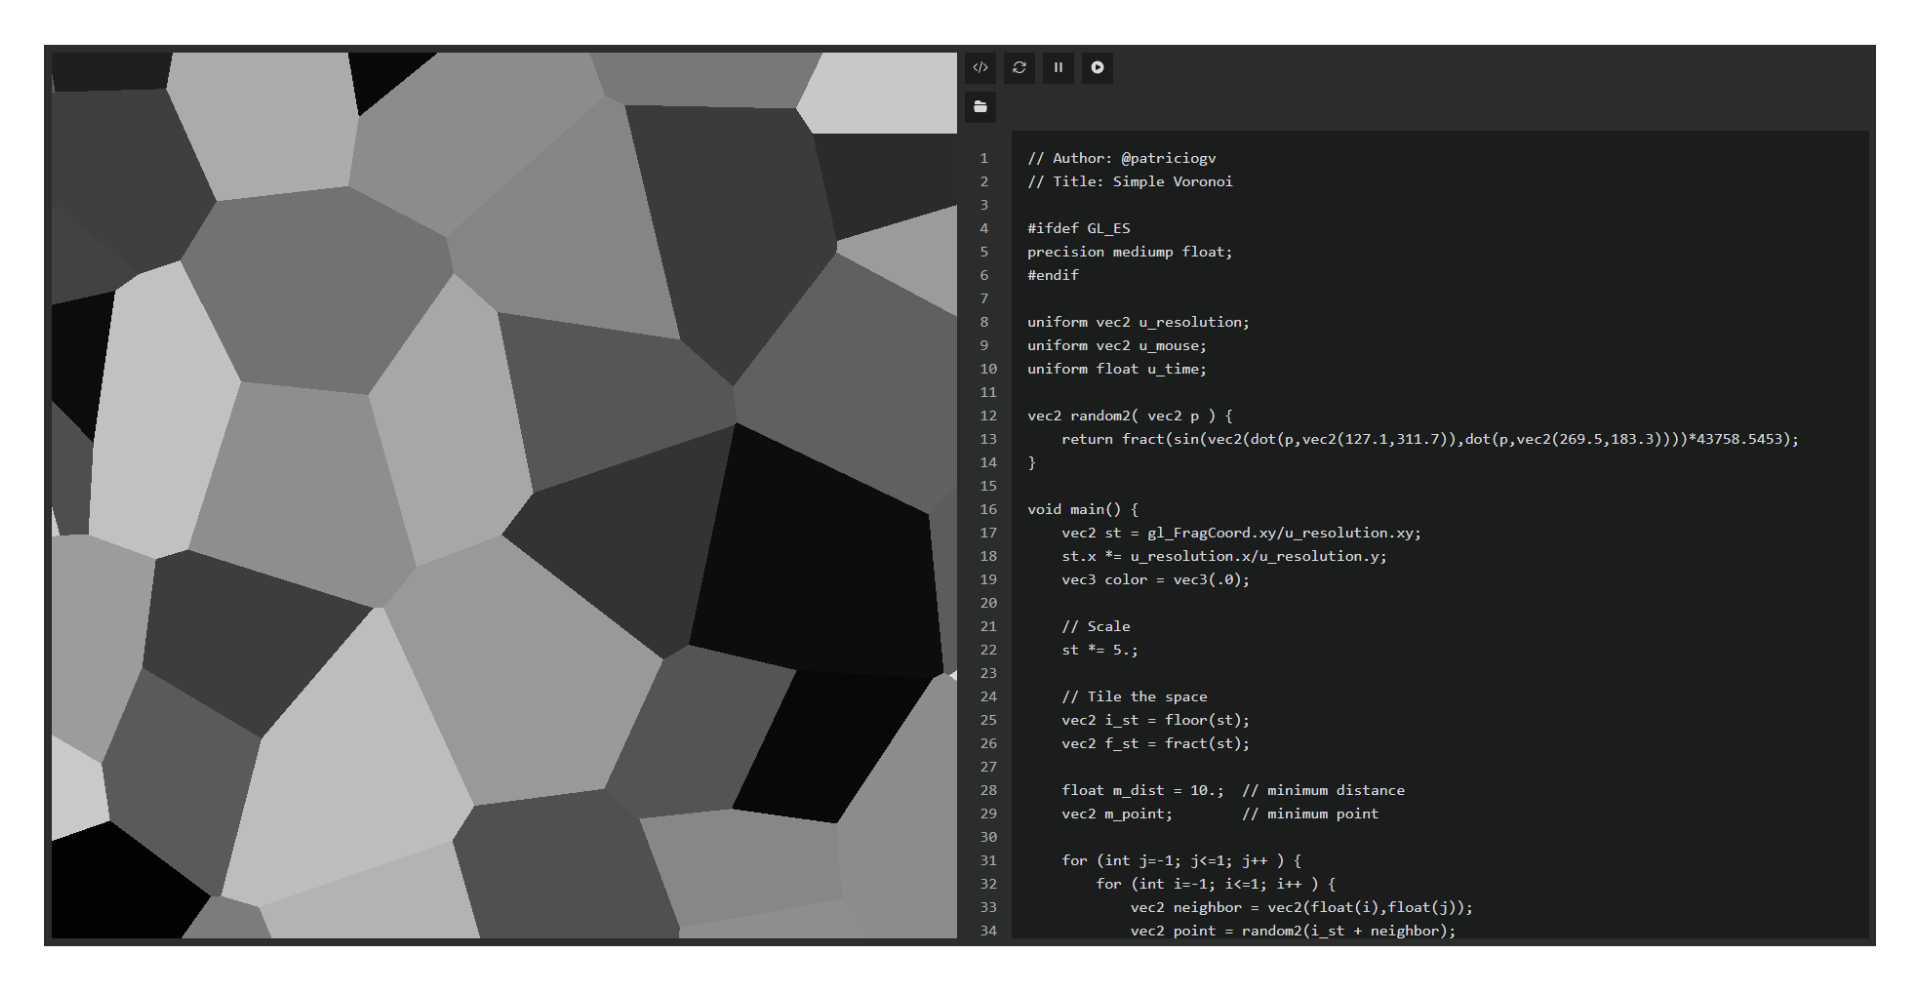 1 // Author: @patriciogv
2 // Title: Simple Voronoi
3
4 #ifdef GL_ES
5 precision mediump float;
6 #endif
7
8 uniform vec2 u_resolution;
9 uniform vec2 u_mouse;
10 uniform float u_time;
11
12 vec2 random2( vec2 p ) {
13     return fract(sin(vec2(dot(p,vec2(127.1,311.7)),dot(p,vec2(269.5,183.3))))*43758.5453);
14 }
15
16 void main() {
17     vec2 st = gl_FragCoord.xy/u_resolution.xy;
18     st.x *= u_resolution.x/u_resolution.y;
19     vec3 color = vec3(.0);
20
21     // Scale
22     st *= 5.;
23
24     // Tile the space
25     vec2 i_st = floor(st);
26     vec2 f_st = fract(st);
27
28     float m_dist = 10.;  // minimum distance
29     vec2 m_point;        // minimum point
30
31     for (int j=-1; j<=1; j++ ) {
32         for (int i=-1; i<=1; i++ ) {
33             vec2 neighbor = vec2(float(i),float(j));
34             vec2 point = random2(i_st + neighbor);